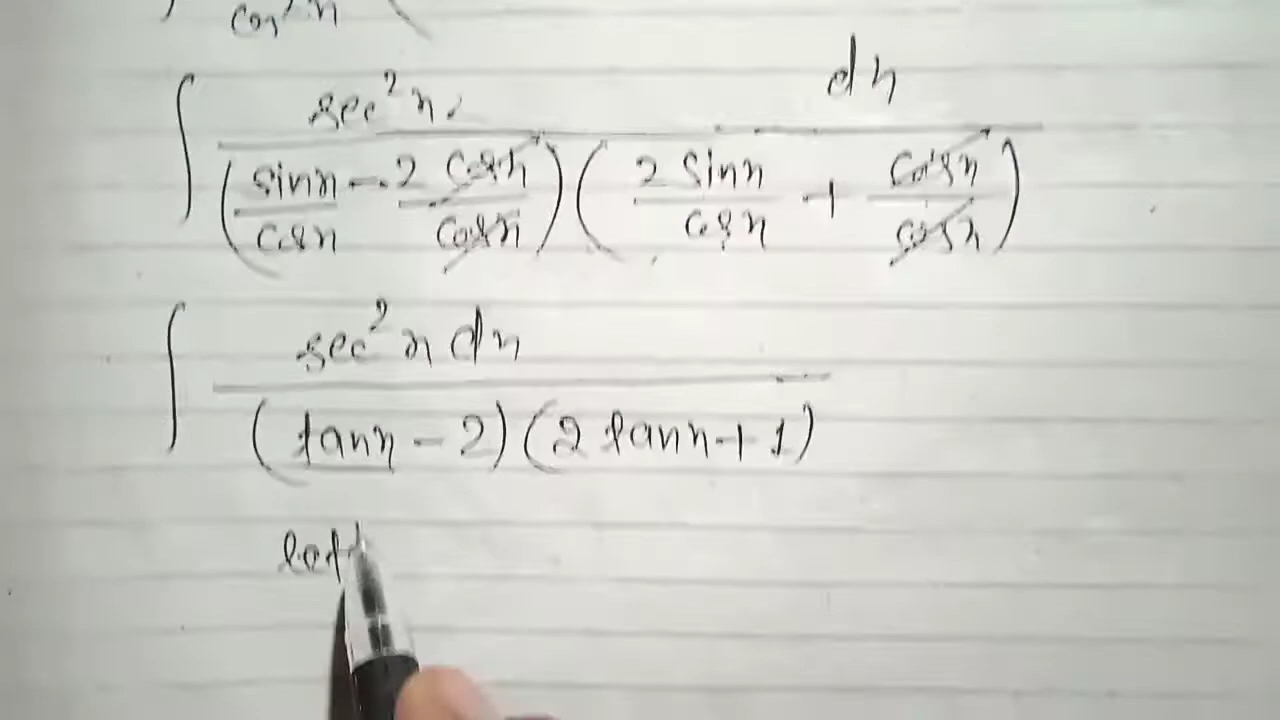 ∫ sec²x dx / (sinx/cosx - 2 cosx/cosx)(2 sinx/cosx + cosx/cosx)
∫ sec²x dx / (tanx - 2)(2 tanx + 1)
let